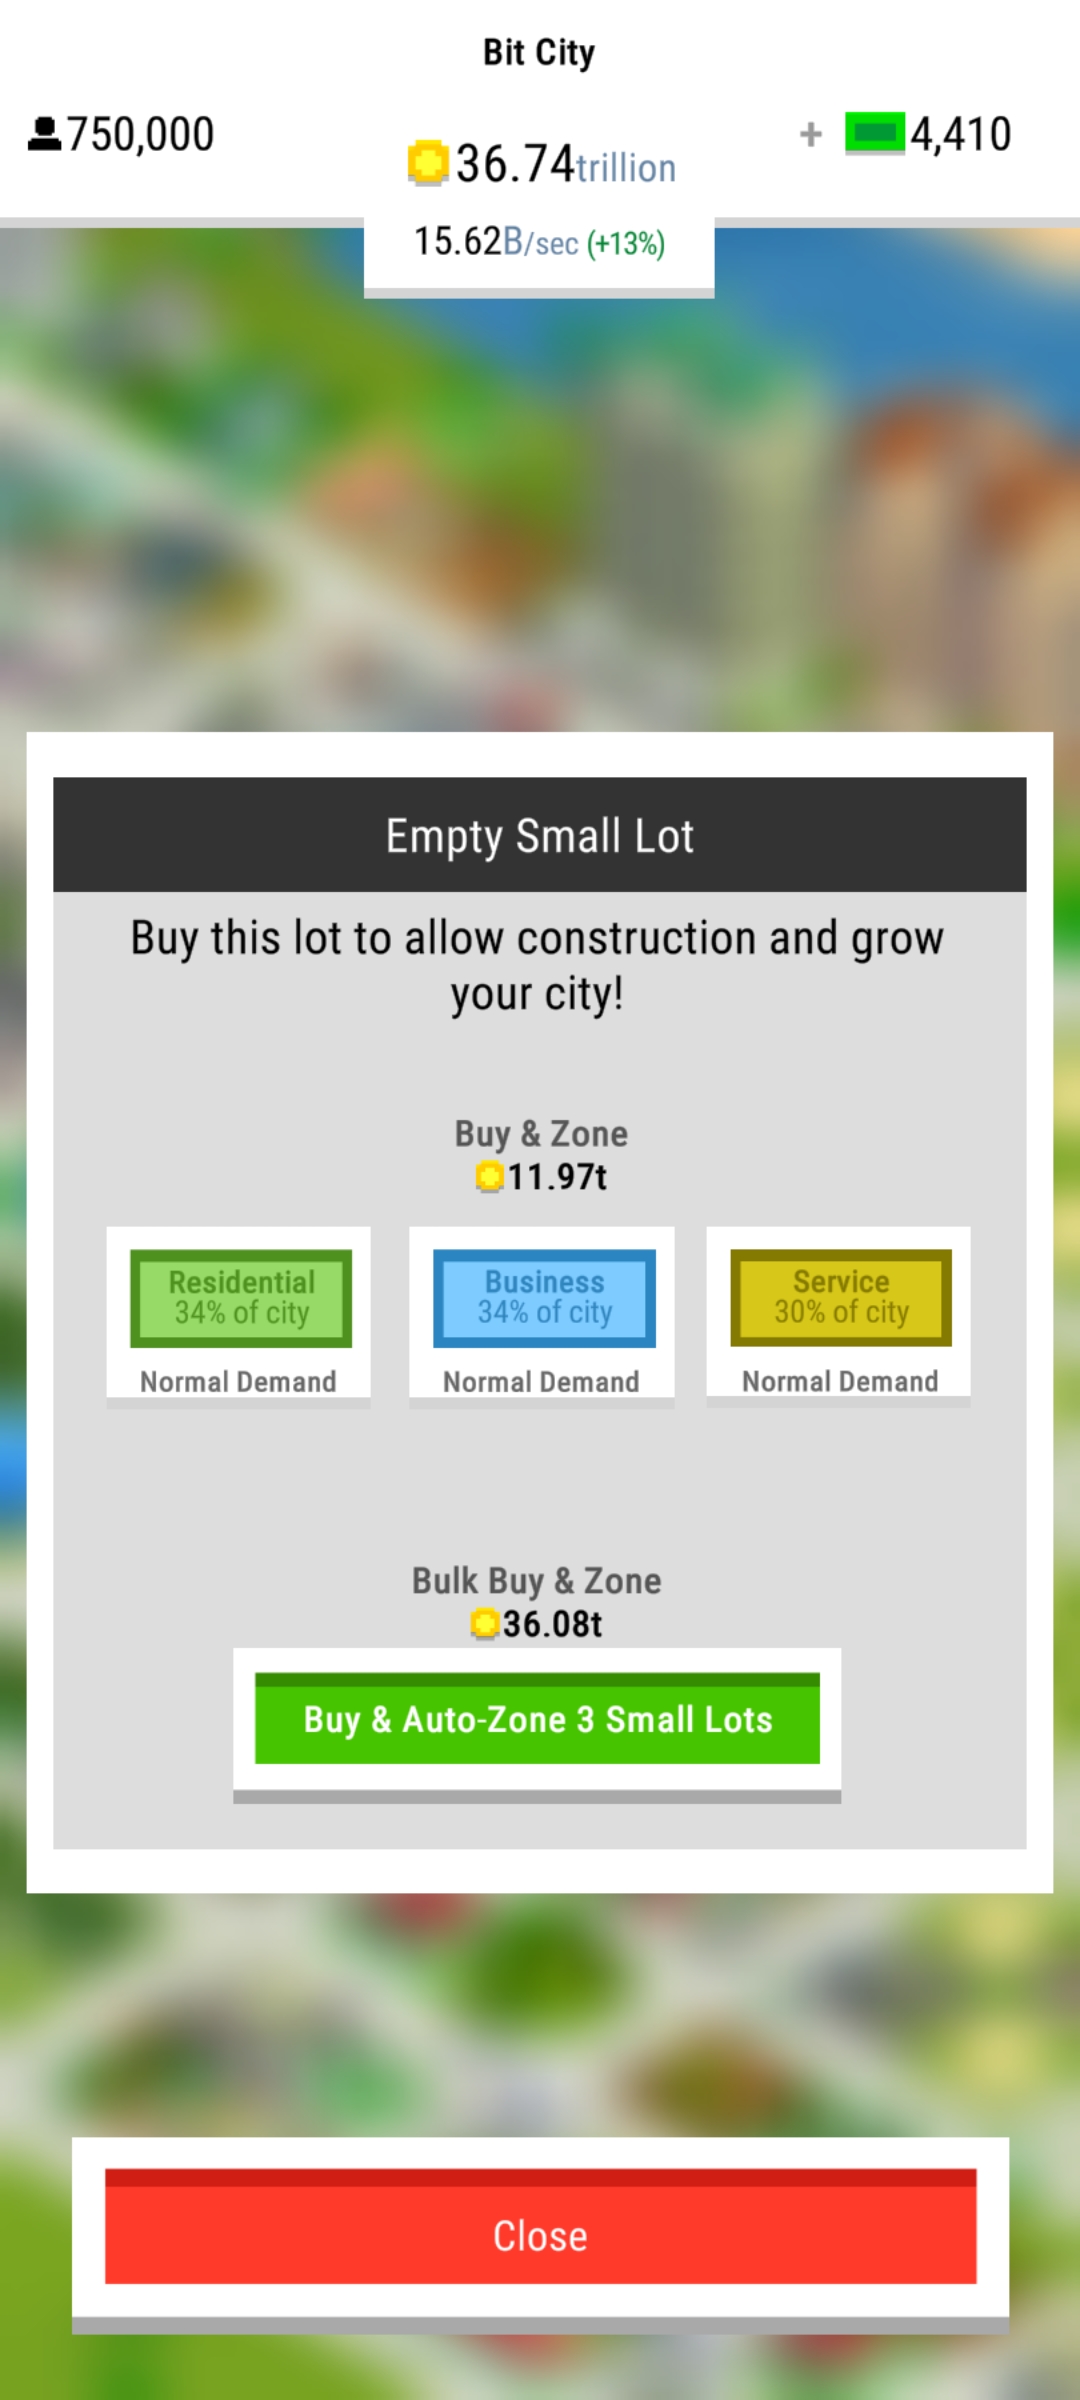 Bit City
750,000
36.74trillion
+ 4,410
15.62B/sec (+13%)
Empty Small Lot
Buy this lot to allow construction and grow
your city!
Buy & Zone
11.97t
Residential
34% of city
Normal Demand
Business
34% of city
Normal Demand
Service
30% of city
Normal Demand
Bulk Buy & Zone
36.08t
Buy & Auto-Zone 3 Small Lots
Close